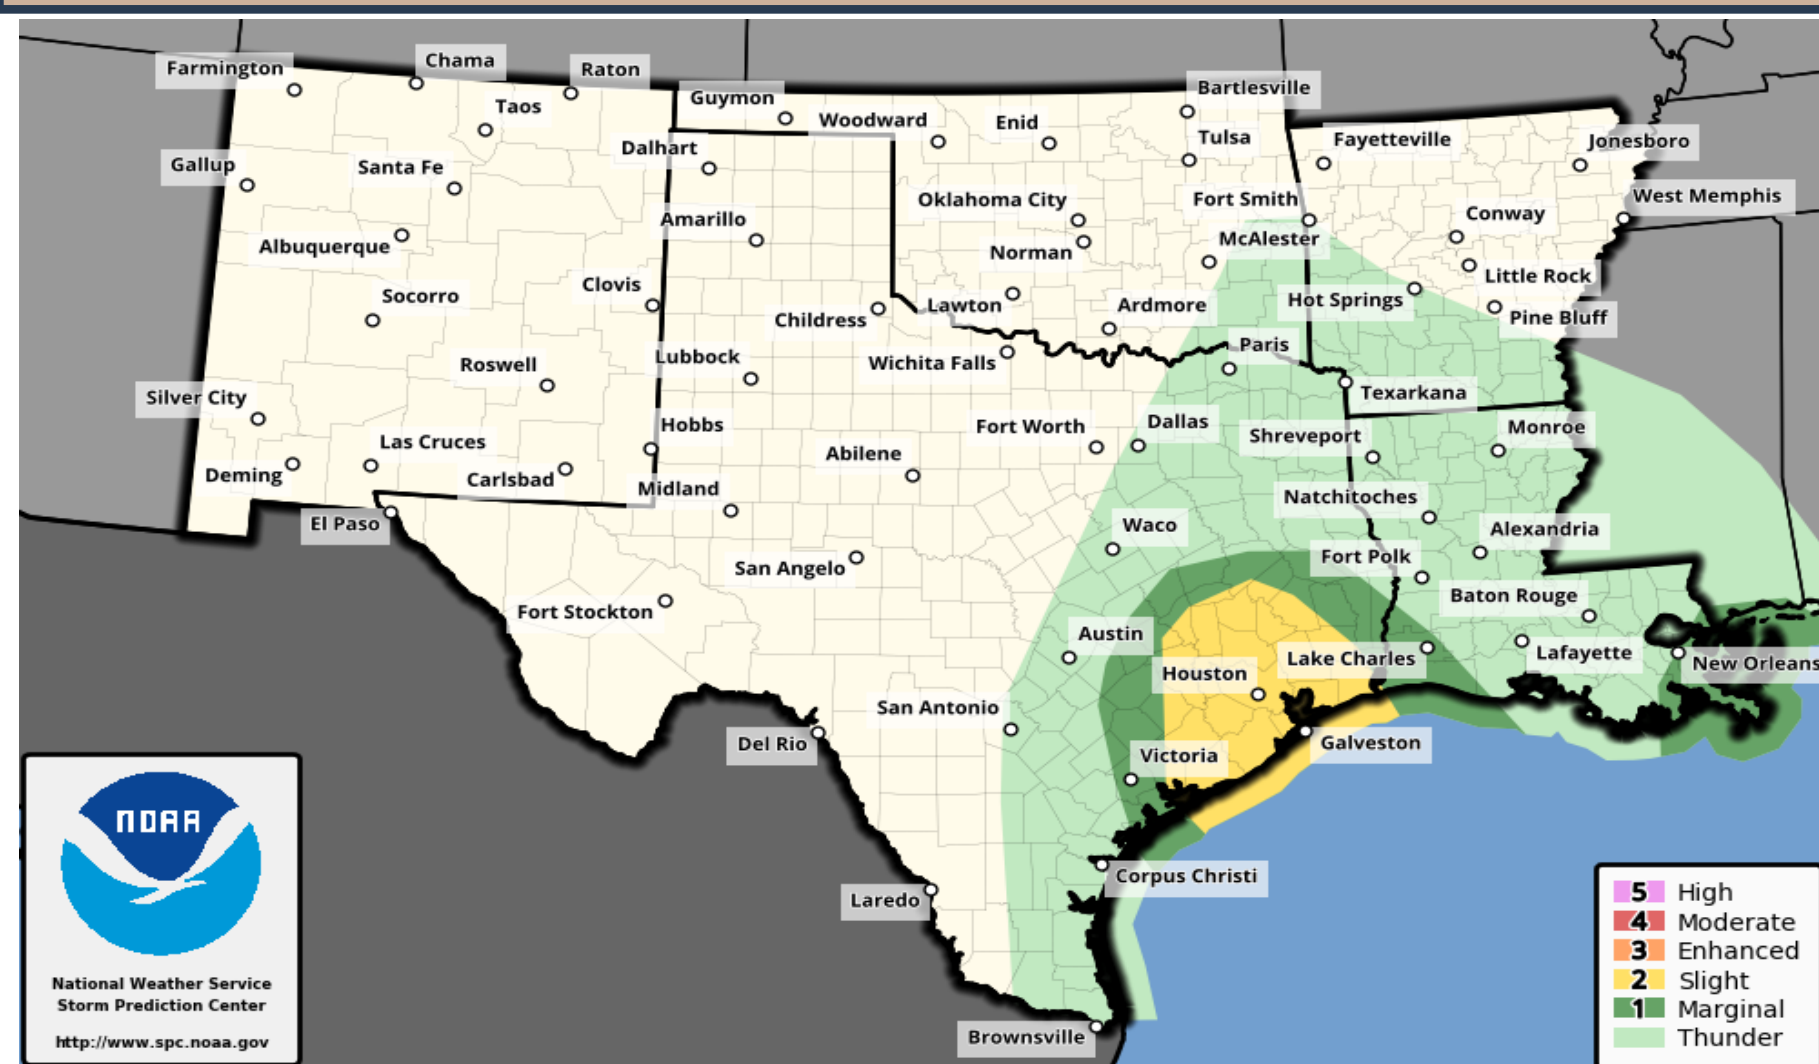 Farmington
Chama
Raton
Taos
Guymon
Woodward
Enid
Bartlesville
Tulsa
Fayetteville
Jonesboro
Gallup
Santa Fe
Dalhart
Oklahoma City
Fort Smith
Conway
West Memphis
Albuquerque
Amarillo
Norman
McAlester
Little Rock
Socorro
Clovis
Childress
Lawton
Ardmore
Hot Springs
Pine Bluff
Roswell
Lubbock
Wichita Falls
Paris
Texarkana
Silver City
Las Cruces
Hobbs
Abilene
Fort Worth
Dallas
Shreveport
Monroe
Deming
Carlsbad
Midland
Natchitoches
El Paso
San Angelo
Waco
Fort Polk
Alexandria
Fort Stockton
Austin
Baton Rouge
Houston
Lake Charles
Lafayette
New Orleans
San Antonio
Del Rio
Victoria
Galveston
Laredo
Corpus Christi
Brownsville
NOAA
National Weather Service
Storm Prediction Center
http://www.spc.noaa.gov
5 High
4 Moderate
3 Enhanced
2 Slight
1 Marginal
Thunder